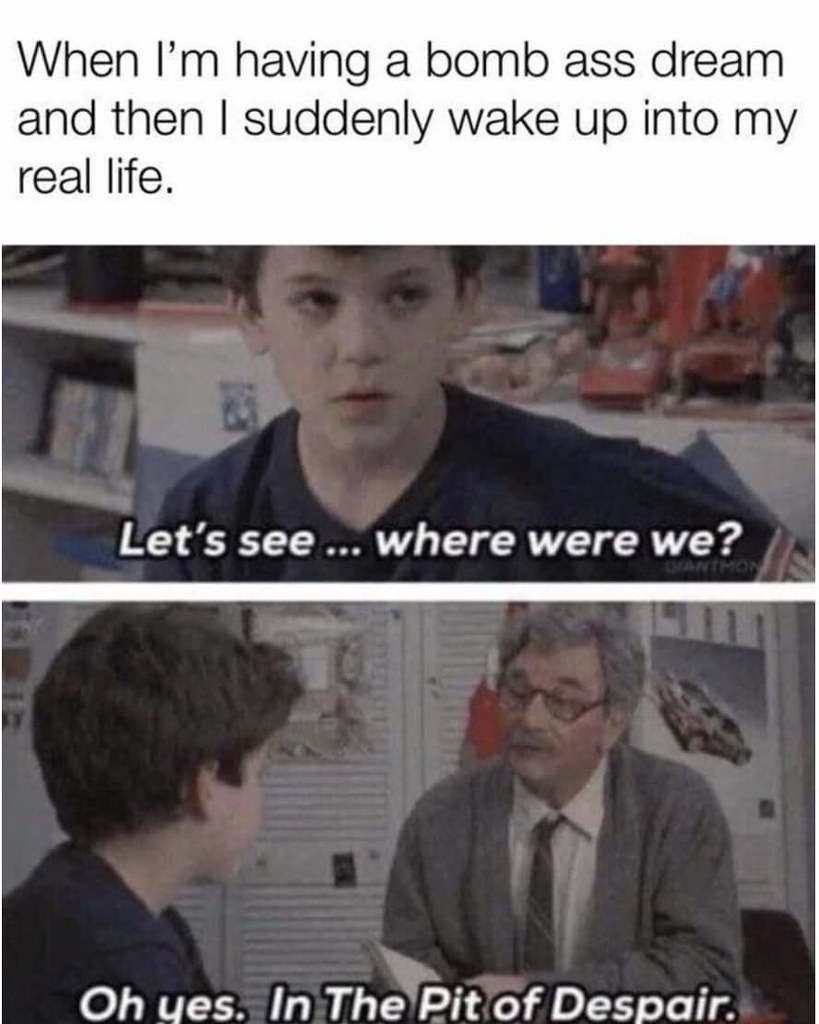 When I’m having a bomb ass dream
and then I suddenly wake up into my
real life.
Let's see ... where were we?
Oh yes. In The Pit of Despair.